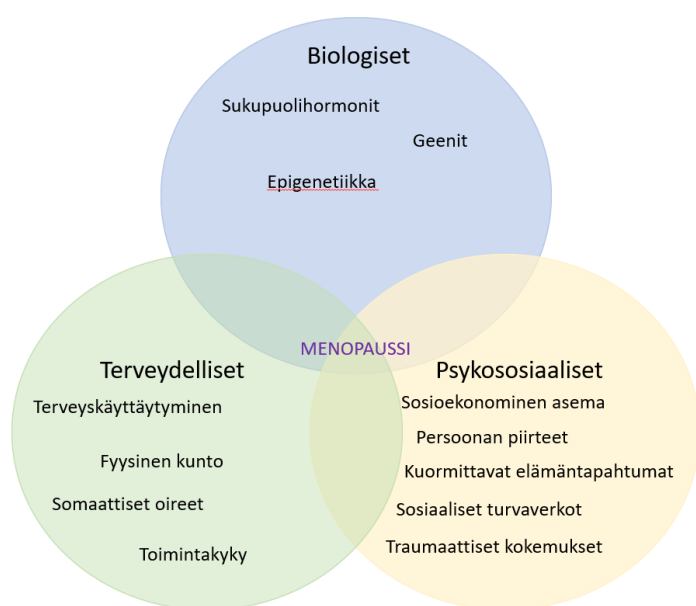 Biologiset
Sukupuolihormonit
Geenit
Epigenetiikka
MENOPAUSSI
Terveydelliset
Terveyskäyttäytyminen
Fyysinen kunto
Somaattiset oireet
Toimintakyky
Psykososiaaliset
Sosioekonominen asema
Persoonan piirteet
Kuormittavat elämäntapahtumat
Sosiaaliset turvaverkot
Traumaattiset kokemukset